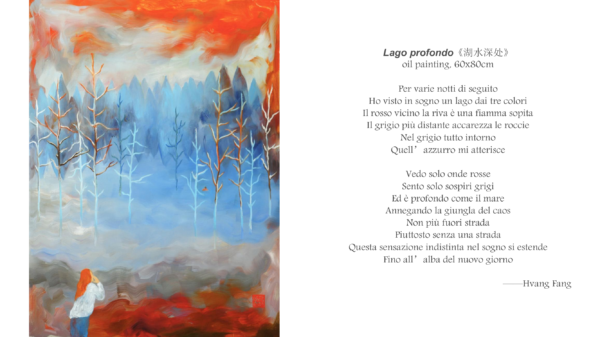 Lago profondo《湖水深处》
oil painting, 60x80cm
Per varie notti di seguito
Ho visto in sogno un lago dai tre colori
Il rosso vicino la riva è una fiamma sopita
Il grigio più distante accarezza le roccie
Nel grigio tutto intorno
Quell’azzurro mi atterisce
Vedo solo onde rosse
Sento solo sospiri grigi
Ed è profondo come il mare
Annegando la giungla del caos
Non più fuori strada
Piuttosto senza una strada
Questa sensazione indistinta nel sogno si estende
Fino all’alba del nuovo giorno
——Hvang Fang